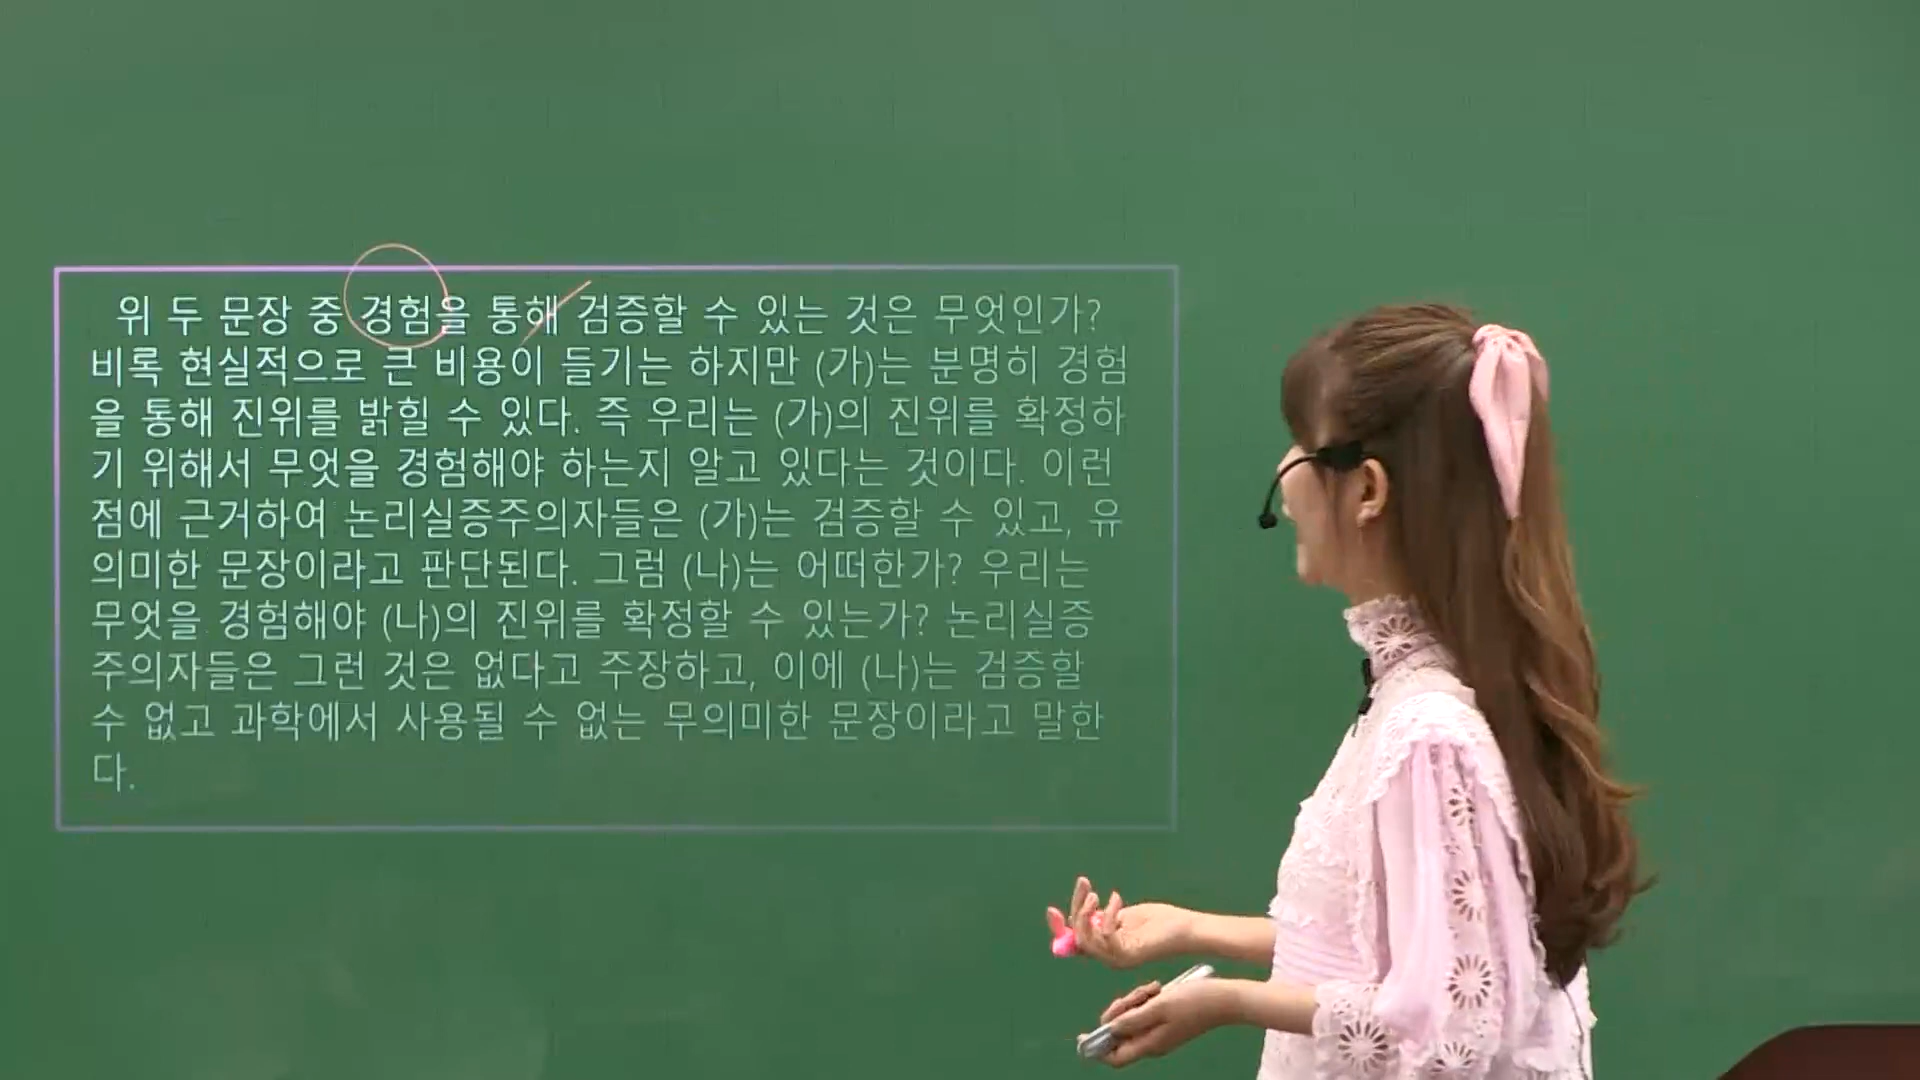 위 두 문장 중 경험을 통해 검증할 수 있는 것은 무엇인가?
비록 현실적으로 큰 비용이 들기는 하지만 (가)는 분명히 경험
을 통해 진위를 밝힐 수 있다. 즉 우리는 (가)의 진위를 확정하
기 위해서 무엇을 경험해야 하는지 알고 있다는 것이다. 이런
점에 근거하여 논리실증주의자들은 (가)는 검증할 수 있고, 유
의미한 문장이라고 판단된다. 그럼 (나)는 어떠한가? 우리는
무엇을 경험해야 (나)의 진위를 확정할 수 있는가? 논리실증
주의자들은 그런 것은 없다고 주장하고, 이에 (나)는 검증할
수 없고 과학에서 사용될 수 없는 무의미한 문장이라고 말한
다.